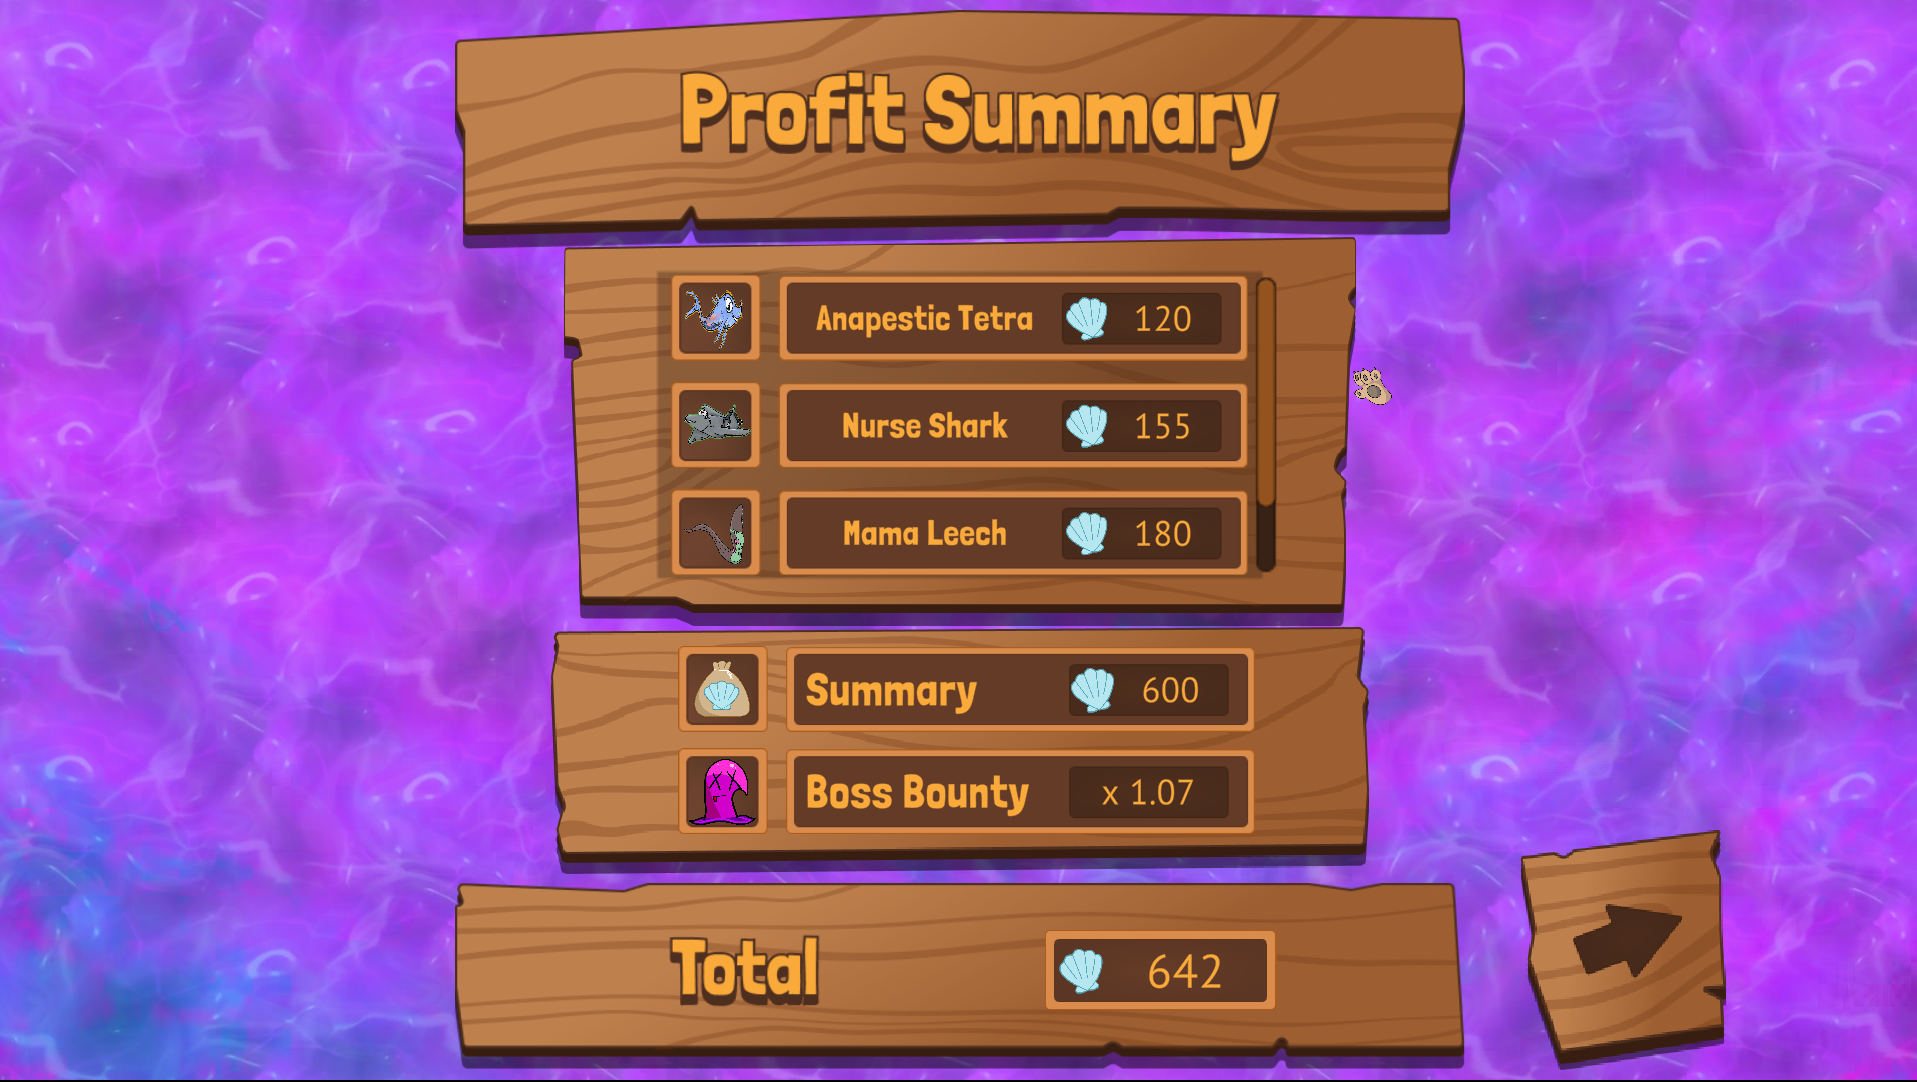 Profit Summary
Anapestic Tetra 120
Nurse Shark 155
Mama Leech 180
Summary 600
Boss Bounty x 1.07
Total 642